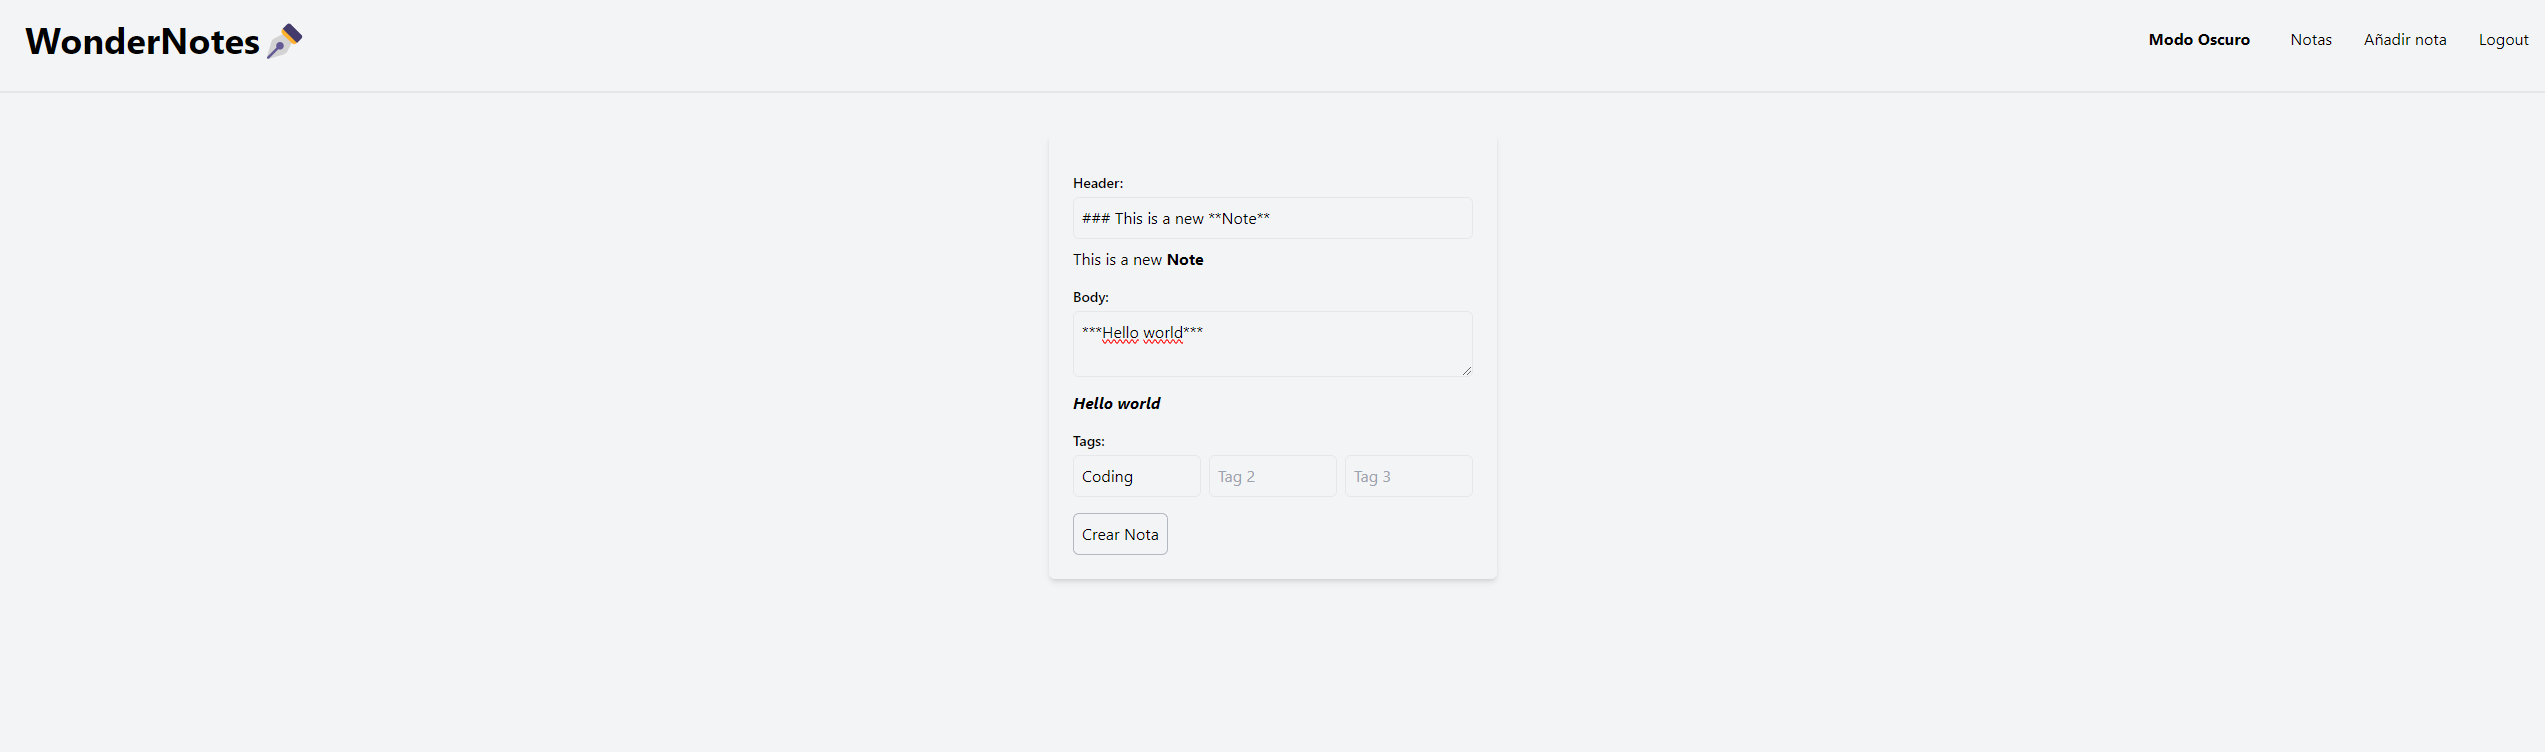 WonderNotes
Modo Oscuro Notas Añadir nota Logout
Header:
### This is a new **Note**
This is a new Note
Body:
***Hello world***
Hello world
Tags:
Coding Tag 2 Tag 3
Crear Nota